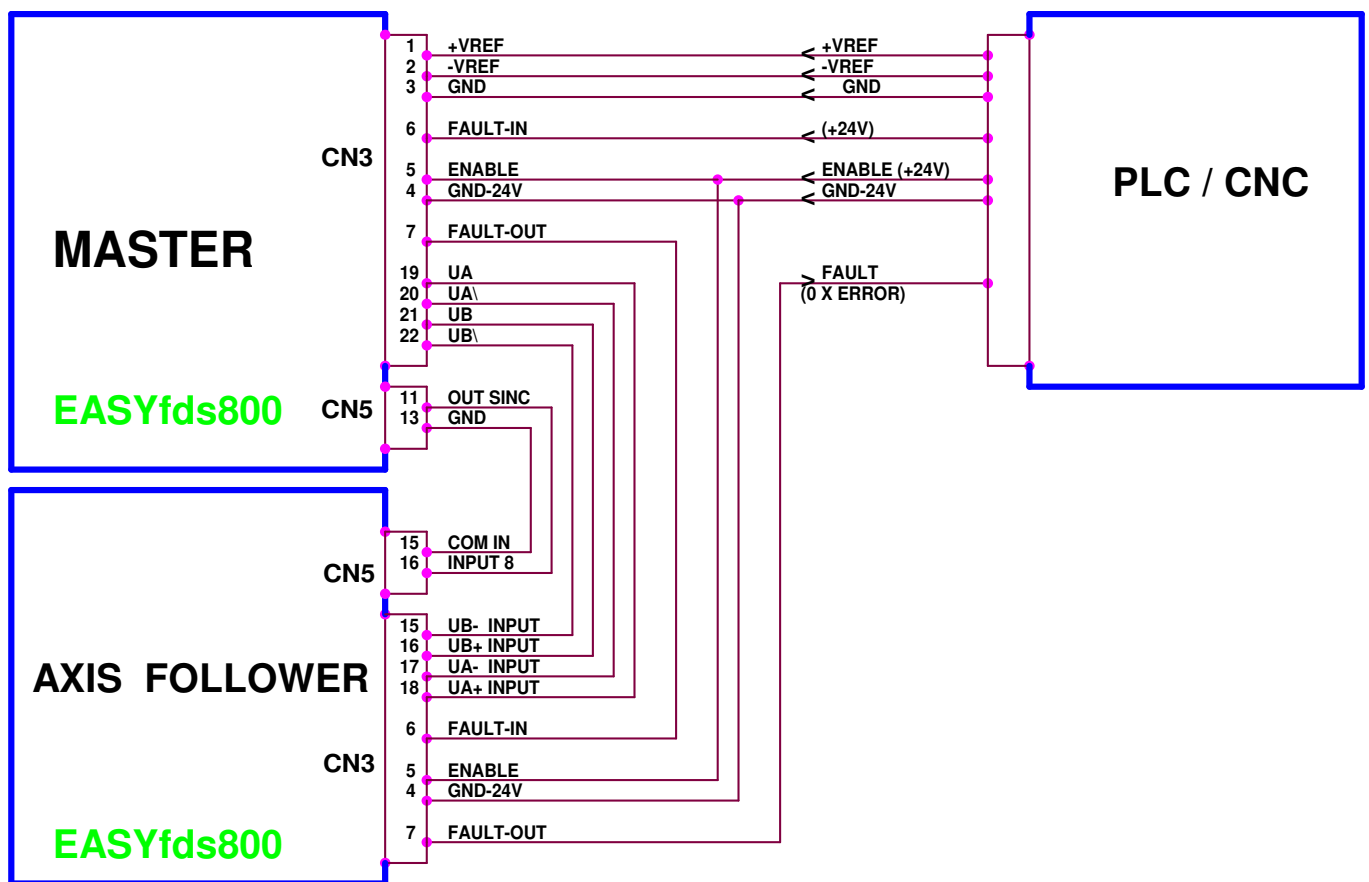 1 +VREF < +VREF
2 -VREF < -VREF
3 GND < GND
6 FAULT-IN < (+24V)
CN3
5 ENABLE < ENABLE (+24V)
4 GND-24V < GND-24V
PLC / CNC
7 FAULT-OUT
MASTER
19 UA > FAULT
20 UA\ (0 X ERROR)
21 UB
22 UB\
EASYfds800
CN5
11 OUT SINC
13 GND
15 COM IN
16 INPUT 8
CN5
15 UB- INPUT
16 UB+ INPUT
17 UA- INPUT
18 UA+ INPUT
AXIS FOLLOWER
6 FAULT-IN
CN3
5 ENABLE
4 GND-24V
7 FAULT-OUT
EASYfds800